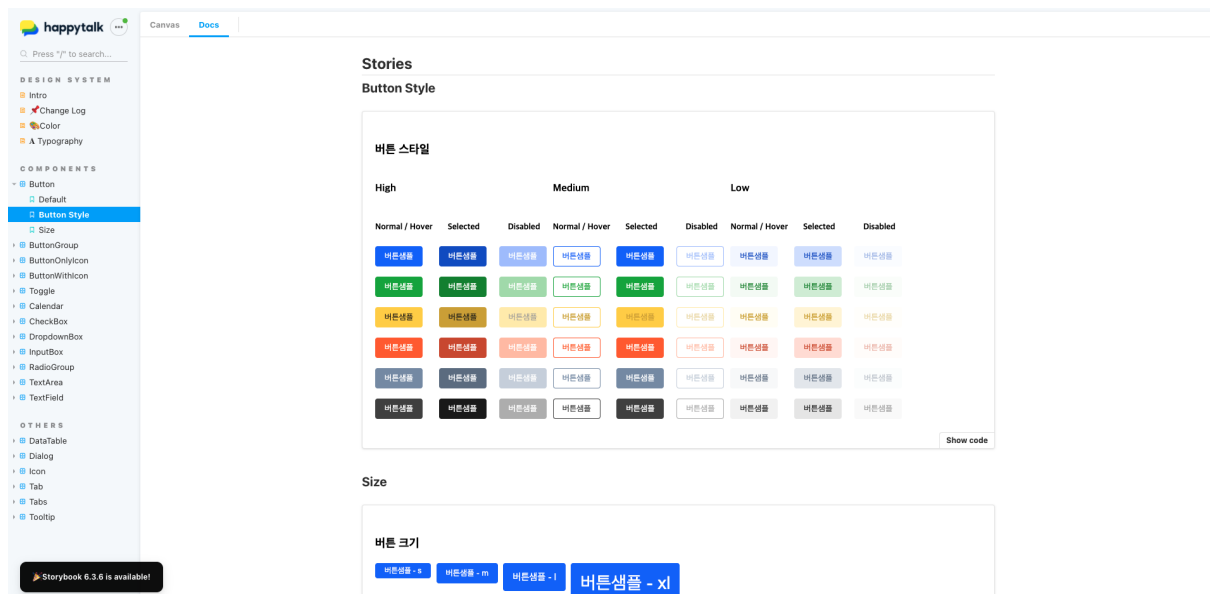 happytalk
Canvas Docs
Press "/" to search...
DESIGN SYSTEM
Intro
Change Log
Color
A Typography
COMPONENTS
Button
Default
Button Style
Size
ButtonGroup
ButtonOnlyIcon
ButtonWithIcon
Toggle
Calendar
CheckBox
DropdownBox
InputBox
RadioGroup
TextArea
TextField
OTHERS
DataTable
Dialog
Icon
Tab
Tabs
Tooltip
Storybook 6.3.6 is available!
Stories
Button Style
버튼 스타일
High Medium Low
Normal / Hover Selected Disabled Normal / Hover Selected Disabled Normal / Hover Selected Disabled
버튼샘플 버튼샘플 버튼샘플 버튼샘플 버튼샘플 버튼샘플 버튼샘플 버튼샘플 버튼샘플
버튼샘플 버튼샘플 버튼샘플 버튼샘플 버튼샘플 버튼샘플 버튼샘플 버튼샘플 버튼샘플
버튼샘플 버튼샘플 버튼샘플 버튼샘플 버튼샘플 버튼샘플 버튼샘플 버튼샘플 버튼샘플
버튼샘플 버튼샘플 버튼샘플 버튼샘플 버튼샘플 버튼샘플 버튼샘플 버튼샘플 버튼샘플
버튼샘플 버튼샘플 버튼샘플 버튼샘플 버튼샘플 버튼샘플 버튼샘플 버튼샘플 버튼샘플
버튼샘플 버튼샘플 버튼샘플 버튼샘플 버튼샘플 버튼샘플 버튼샘플 버튼샘플 버튼샘플
Show code
Size
버튼 크기
버튼샘플 - s 버튼샘플 - m 버튼샘플 - l 버튼샘플 - xl